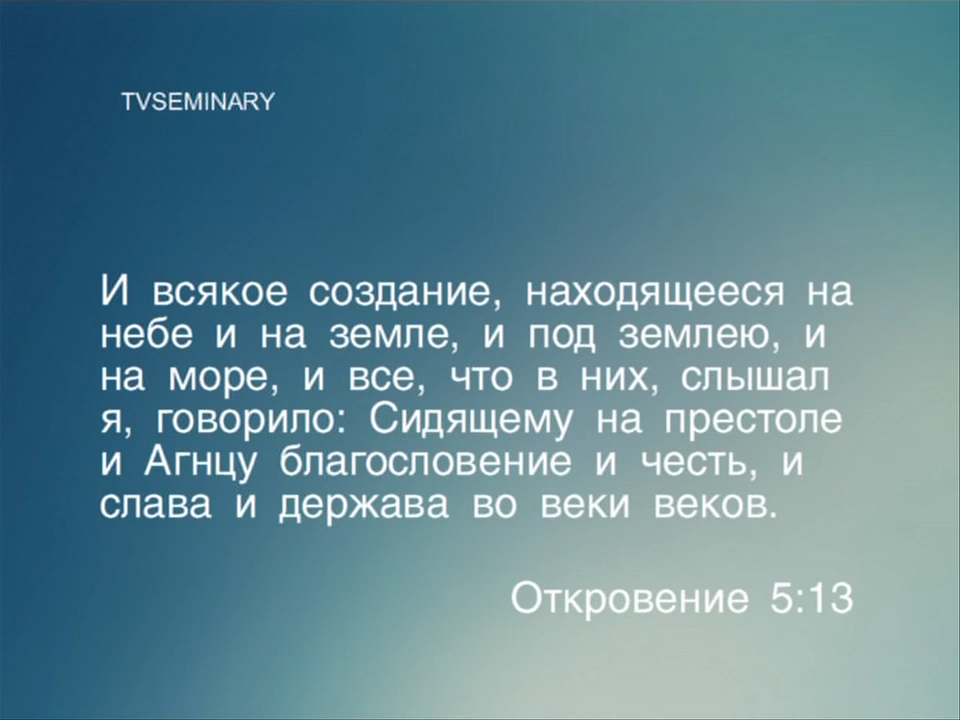 TVSEMINARY
И всякое создание, находящееся на
небе и на земле, и под землею, и
на море, и все, что в них, слышал
я, говорило: Сидящему на престоле
и Агнцу благословение и честь, и
слава и держава во веки веков.
Откровение 5:13